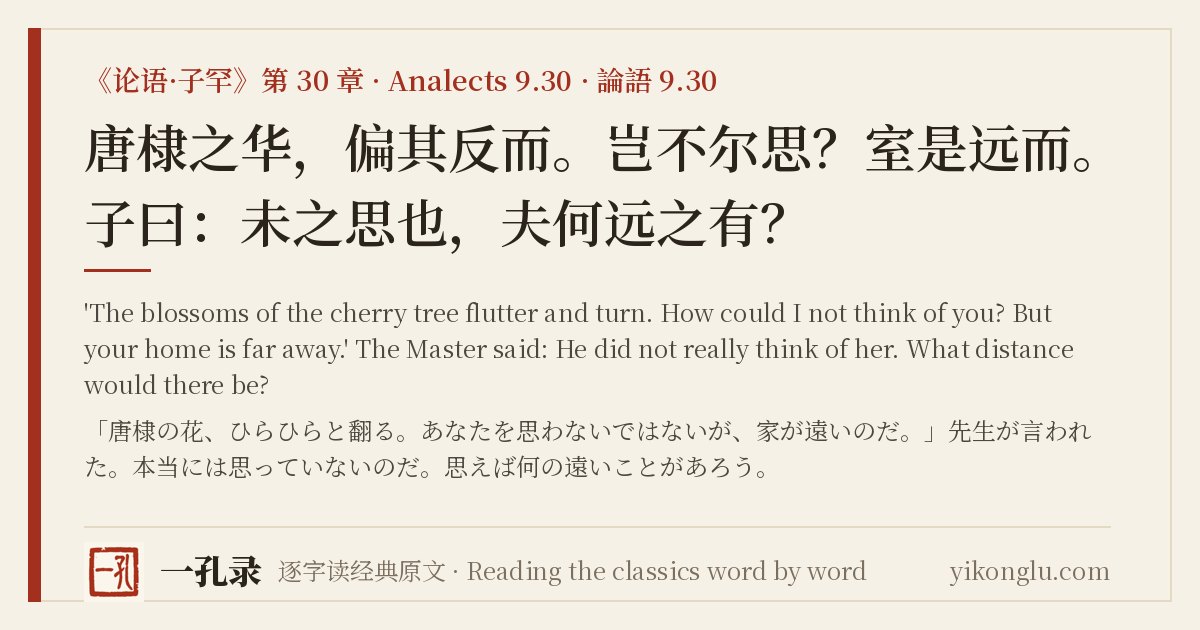 《论语·子罕》第 30 章 · Analects 9.30 · 論語 9.30
唐棣之华，偏其反而。岂不尔思？室是远而。
子曰：未之思也，夫何远之有？
'The blossoms of the cherry tree flutter and turn. How could I not think of you? But
your home is far away.' The Master said: He did not really think of her. What distance
would there be?
「唐棣の花、ひらひらと翻る。あなたを思わないではないが、家が遠いのだ。」先生が言われ
た。本当には思っていないのだ。思えば何の遠いことがあろう。
一孔
一孔录 逐字读经典原文 · Reading the classics word by word yikonglu.com